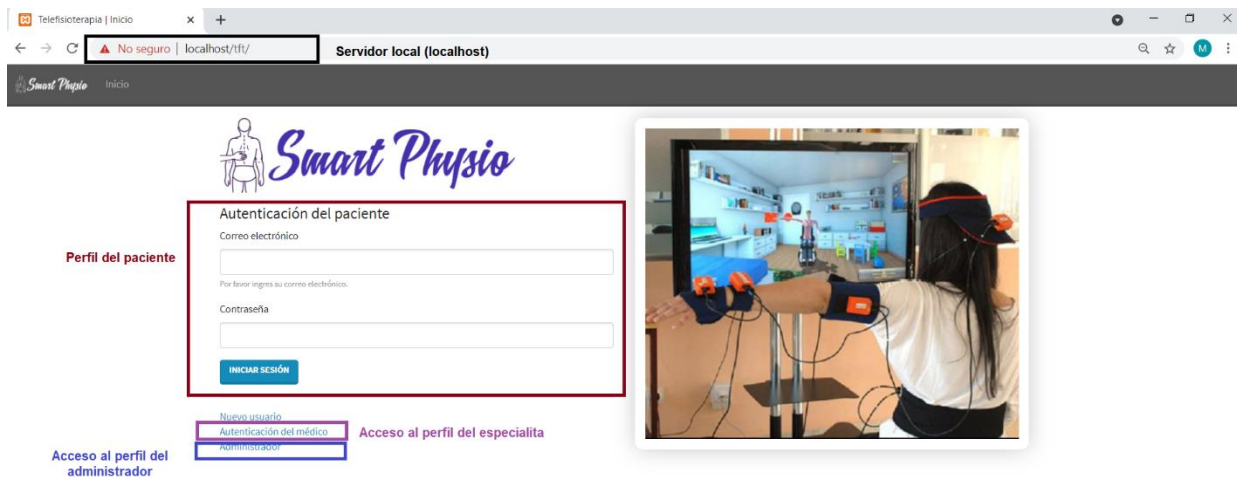 Telefisioterapia | Inicio
No seguro | localhost/tft/
Servidor local (localhost)
M
Smart Physio
Inicio
Smart Physio
Autenticación del paciente
Correo electrónico
Perfil del paciente
Por favor ingres su correo electrónico.
Contraseña
INICIAR SESIÓN
Nuevo usuario
Autenticación del médico
Acceso al perfil del especialita
Administrador
Acceso al perfil del
administrador